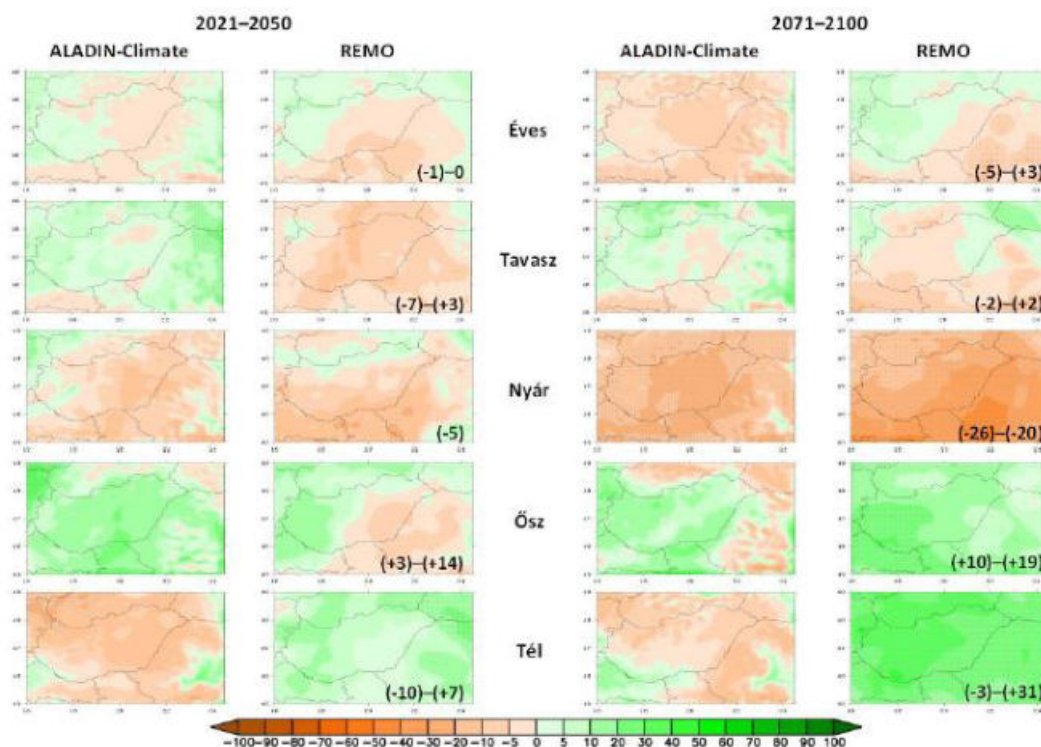 2021–2050 2071–2100
ALADIN-Climate REMO ALADIN-Climate REMO
Éves
(-1)–0 (-5)–(+3)
Tavasz
(-7)–(+3) (-2)–(+2)
Nyár
(-5) (-26)–(-20)
Ősz
(+3)–(+14) (+10)–(+19)
Tél
(-10)–(+7) (-3)–(+31)
-100 -90 -80 -70 -60 -50 -40 -30 -20 -10 -5 0 5 10 20 30 40 50 60 70 80 90 100